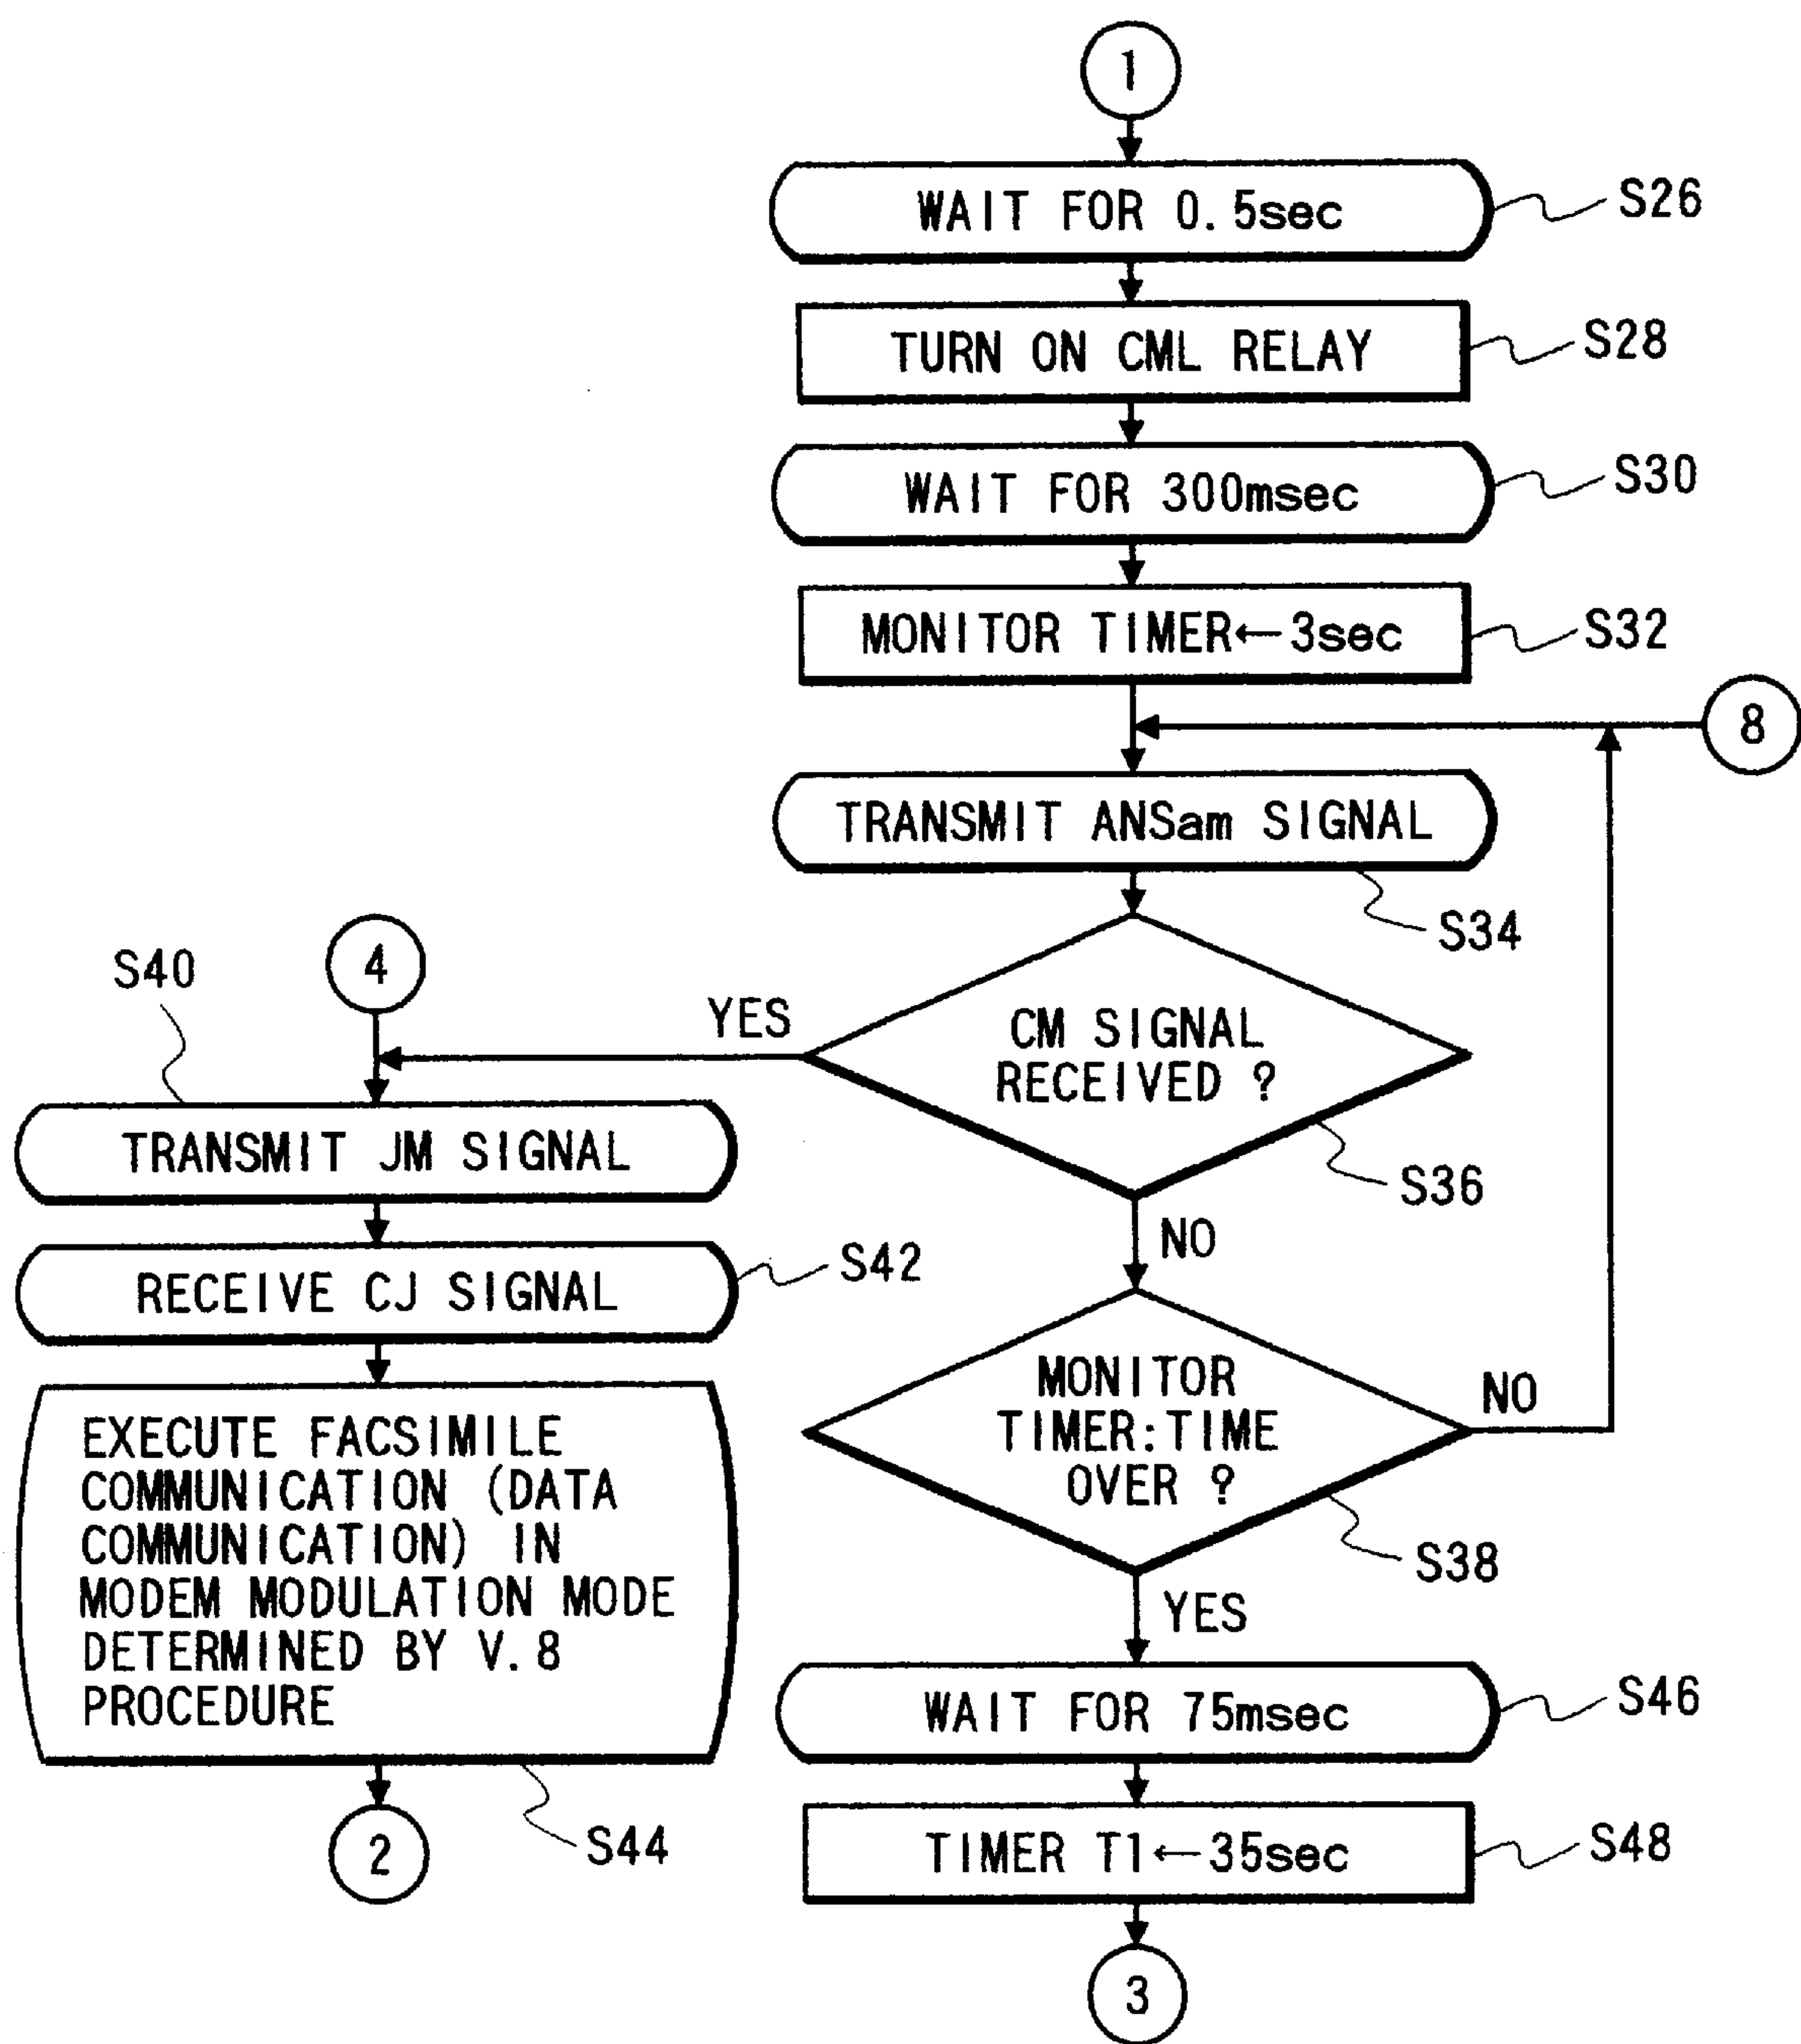 1
WAIT FOR 0.5sec
S26
TURN ON CML RELAY
S28
WAIT FOR 300msec
S30
MONITOR TIMER←3sec
S32
8
TRANSMIT ANSam SIGNAL
S34
CM SIGNAL
RECEIVED ?
S36
YES
NO
4
S40
TRANSMIT JM SIGNAL
RECEIVE CJ SIGNAL
S42
EXECUTE FACSIMILE
COMMUNICATION (DATA
COMMUNICATION) IN
MODEM MODULATION MODE
DETERMINED BY V.8
PROCEDURE
S44
2
MONITOR
TIMER:TIME
OVER ?
NO
S38
YES
WAIT FOR 75msec
S46
TIMER T1←35sec
S48
3